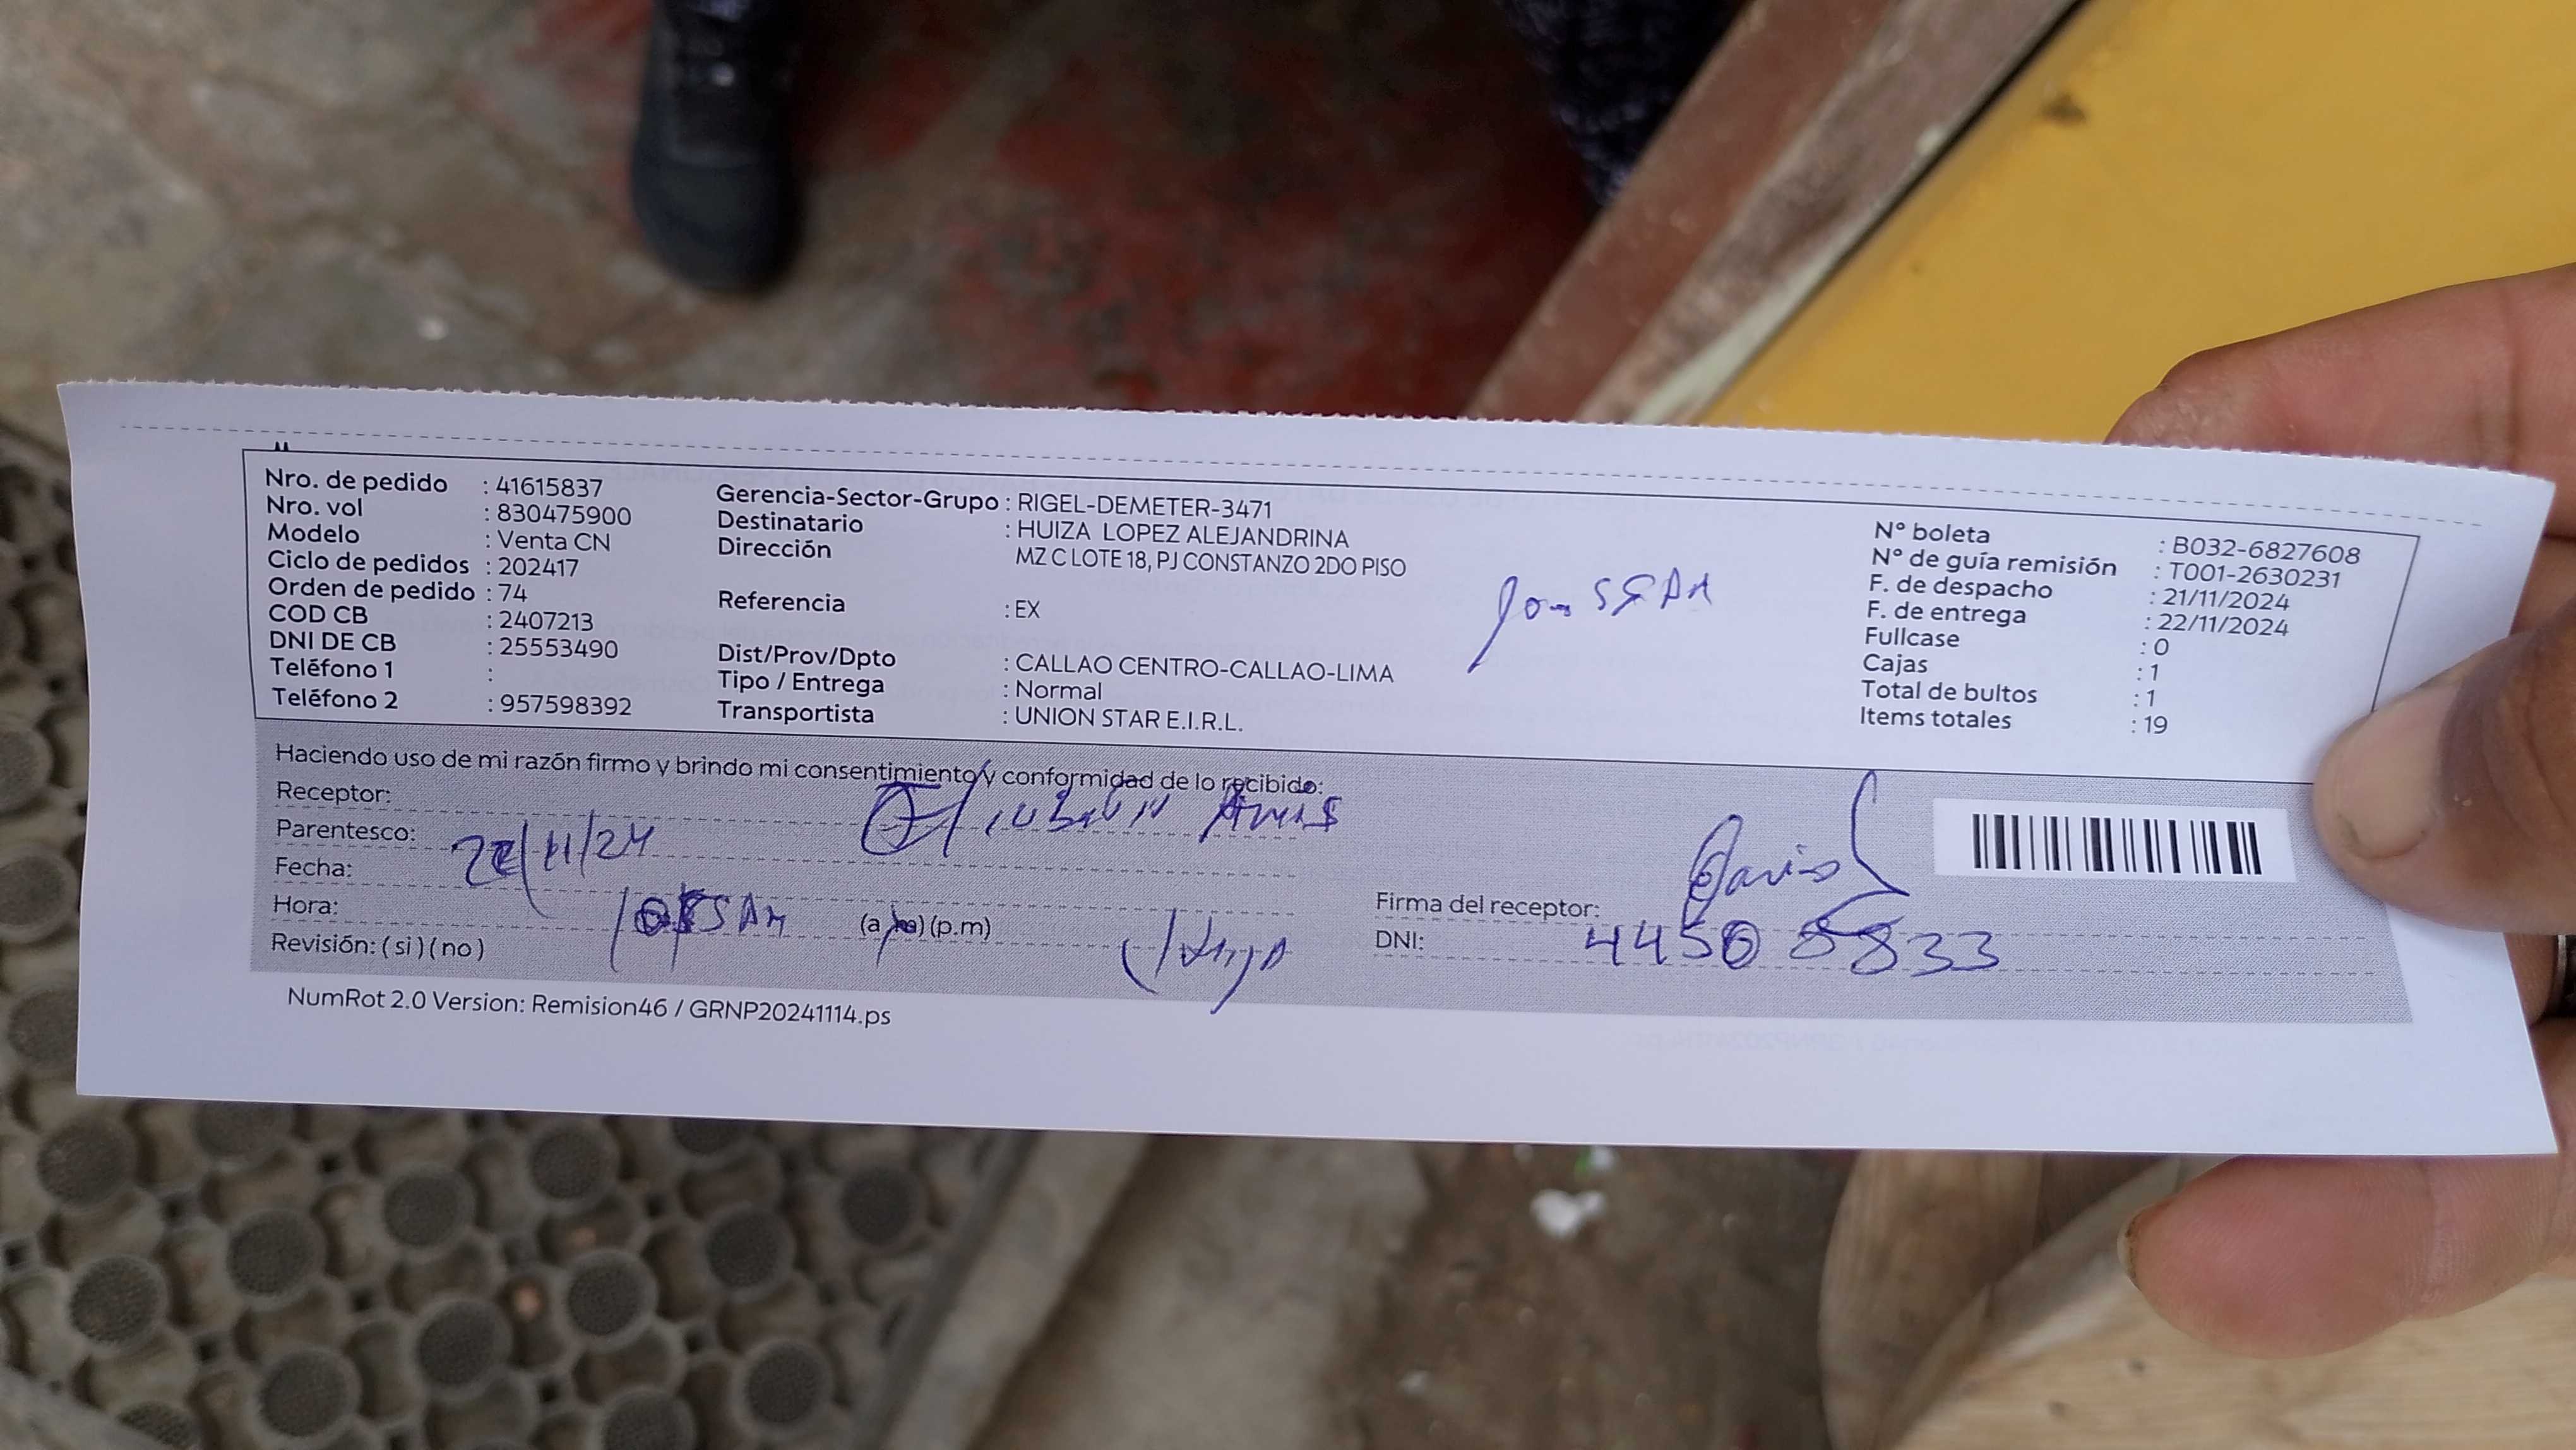 Nro. de pedido : 41615837
Nro. vol : 830475900
Modelo : Venta CN
Ciclo de pedidos : 202417
Orden de pedido : 74
COD CB : 2407213
DNI DE CB : 25553490
Teléfono 1 :
Teléfono 2 : 957598392
Gerencia-Sector-Grupo : RIGEL-DEMETER-3471
Destinatario : HUIZA LOPEZ ALEJANDRINA
Dirección MZ C LOTE 18, PJ CONSTANZO 2DO PISO
Referencia : EX
Dist/Prov/Dpto : CALLAO CENTRO-CALLAO-LIMA
Tipo / Entrega : Normal
Transportista : UNION STAR E.I.R.L.
N° boleta : B032-6827608
N° de guía remisión : T001-2630231
F. de despacho : 21/11/2024
F. de entrega : 22/11/2024
Fullcase : 0
Cajas : 1
Total de bultos : 1
Items totales : 19
Haciendo uso de mi razón firmo y brindo mi consentimiento y conformidad de lo recibido:
Receptor:
Parentesco:
Fecha: 22/11/24
Hora: (a.m) (p.m)
Revisión: ( si ) ( no )
Firma del receptor:
DNI: 44508833
NumRot 2.0 Version: Remision46 / GRNP20241114.ps